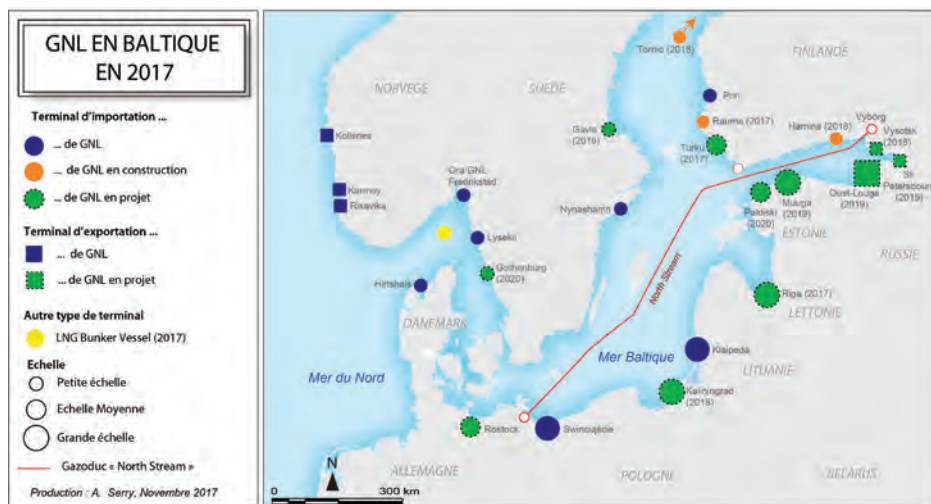 GNL EN BALTIQUE
EN 2017
Terminal d'importation ...
... de GNL
... de GNL en construction
... de GNL en projet
Terminal d'exportation ...
... de GNL
... de GNL en projet
Autre type de terminal
LNG Bunker Vessel (2017)
Echelle
Petite échelle
Echelle Moyenne
Grande échelle
Gazoduc « North Stream »
Production : A. Serry, Novembre 2017
Tornio (2018)
FINLANDE
NORVEGE
SUÈDE
Pori
Kollsnes
Gavle
Rauma (2017)
Hamina (2018)
Vyborg
Vysotsk
(2018)
Turku
(2017)
St
Petersbourg
(2019)
Ora GNL
Fredrikstad
Karmoy
Risavika
Nynashamn
Paldiski
(2020)
Muuga
(2019)
Oust-Louga
(2019)
ESTONIE
RUSSIE
Lysekil
Gothenburg
(2020)
Hirtshals
North Stream
Riga (2017)
LETTONIE
DANEMARK
Mer Baltique
Klaipeda
LITUANIE
Mer du Nord
Kaliningrad
(2018)
Rostock
Swinoujscie
ALLEMAGNE
POLOGNE
BELARUS
N
0
300 km